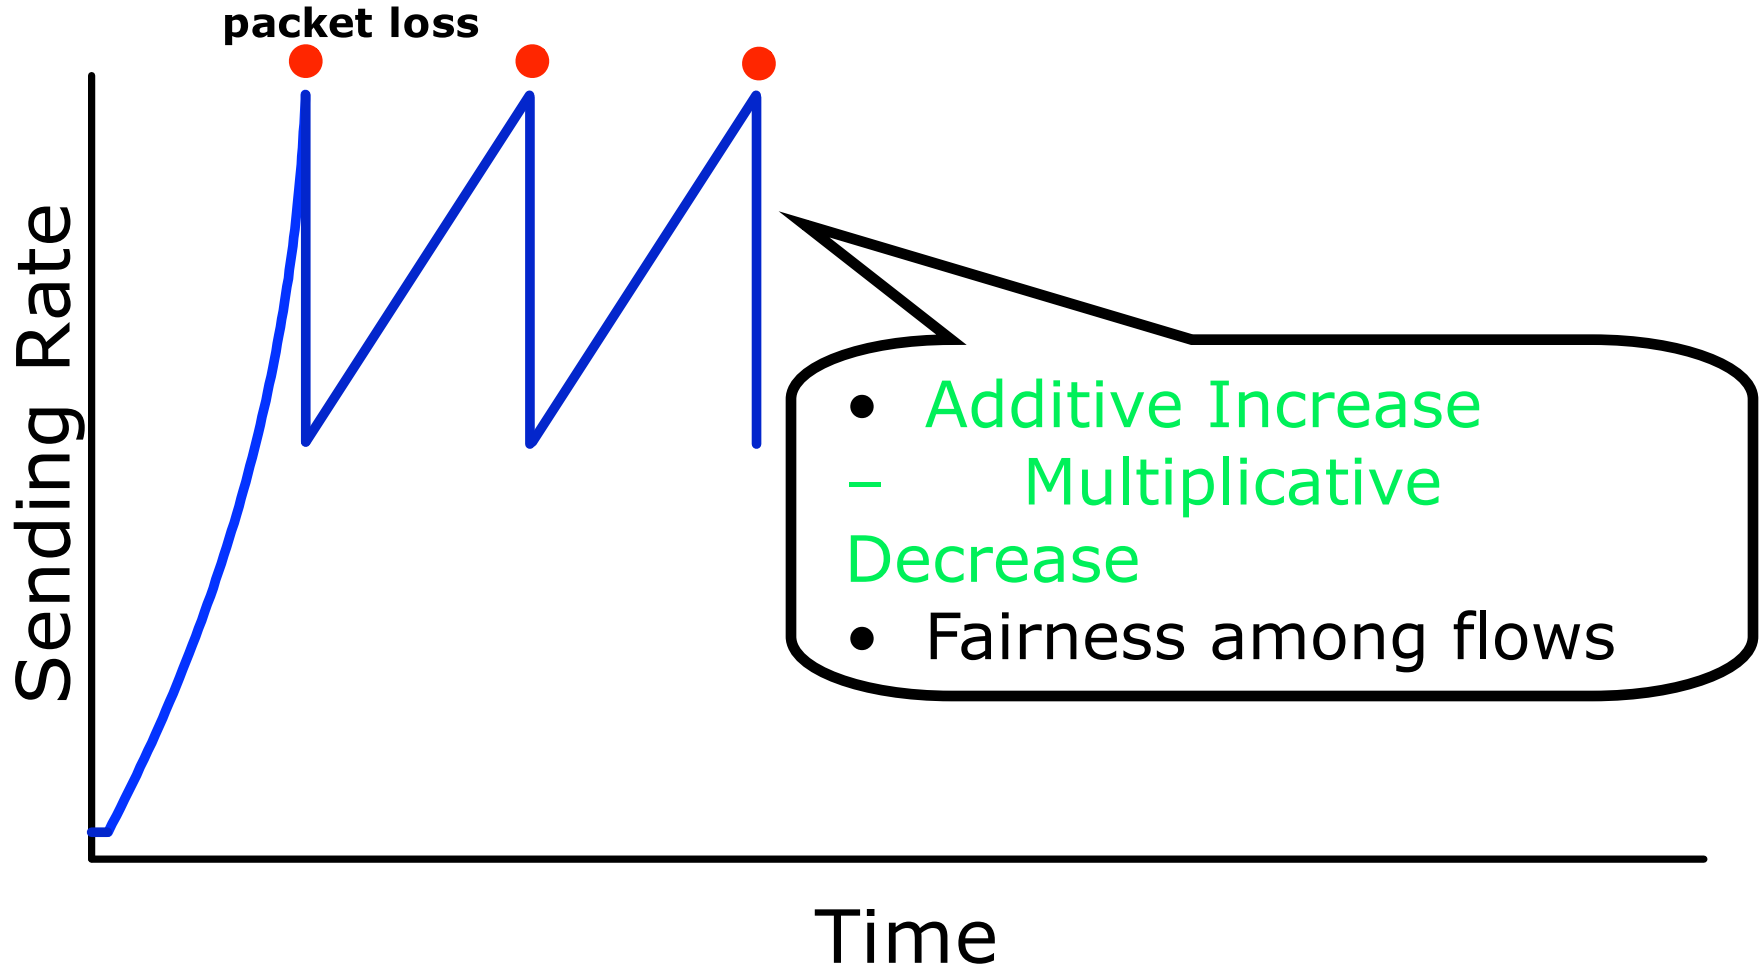 packet loss
Sending Rate
• Additive Increase
– Multiplicative
Decrease
• Fairness among flows
Time